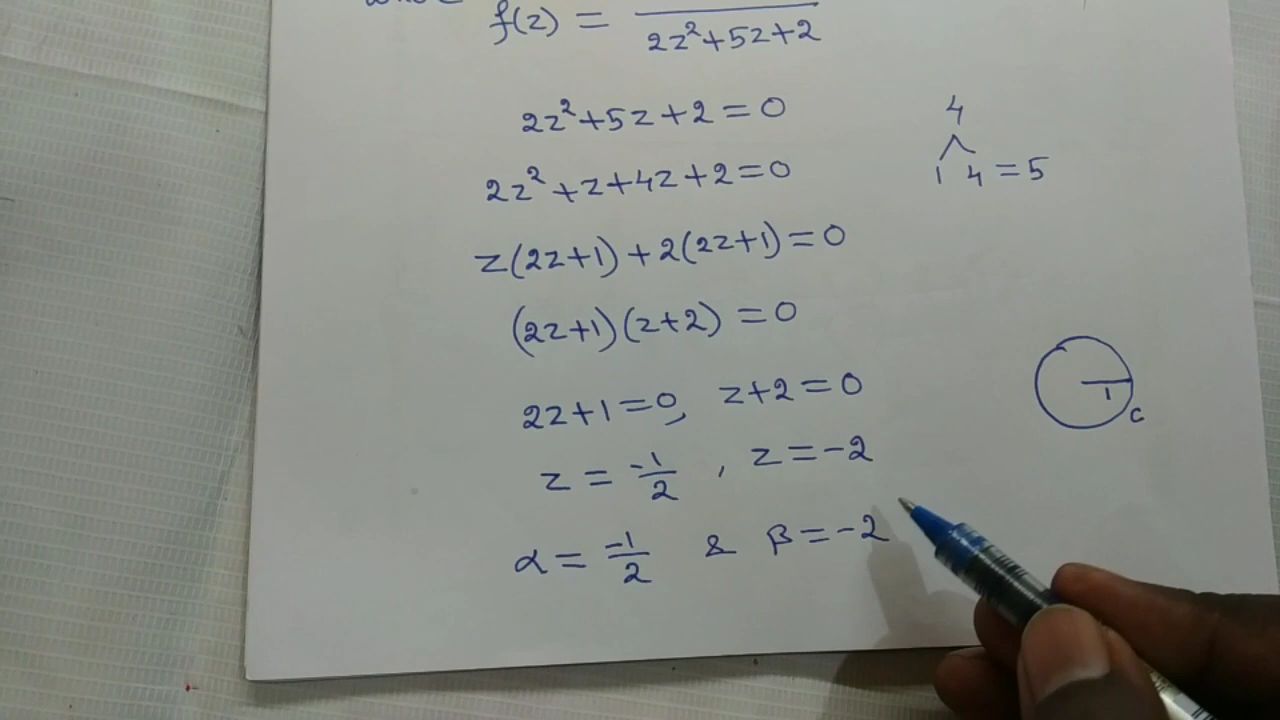 f(z) = ─── / 2z²+5z+2
2z²+5z+2=0
4
2z²+z+4z+2=0
1 4 = 5
z(2z+1)+2(2z+1)=0
(2z+1)(z+2)=0
2z+1=0, z+2=0
1
C
z = -1/2 , z=-2
α = -1/2 & β=-2